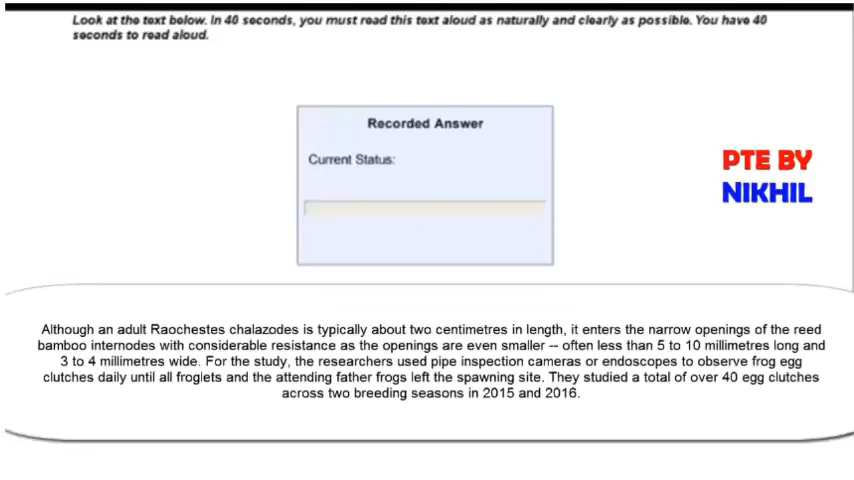 Look at the text below. In 40 seconds, you must read this text aloud as naturally and clearly as possible. You have 40
seconds to read aloud.
Recorded Answer
Current Status:
PTE BY
NIKHIL
Although an adult Raochestes chalazodes is typically about two centimetres in length, it enters the narrow openings of the reed
bamboo internodes with considerable resistance as the openings are even smaller -- often less than 5 to 10 millimetres long and
3 to 4 millimetres wide. For the study, the researchers used pipe inspection cameras or endoscopes to observe frog egg
clutches daily until all froglets and the attending father frogs left the spawning site. They studied a total of over 40 egg clutches
across two breeding seasons in 2015 and 2016.